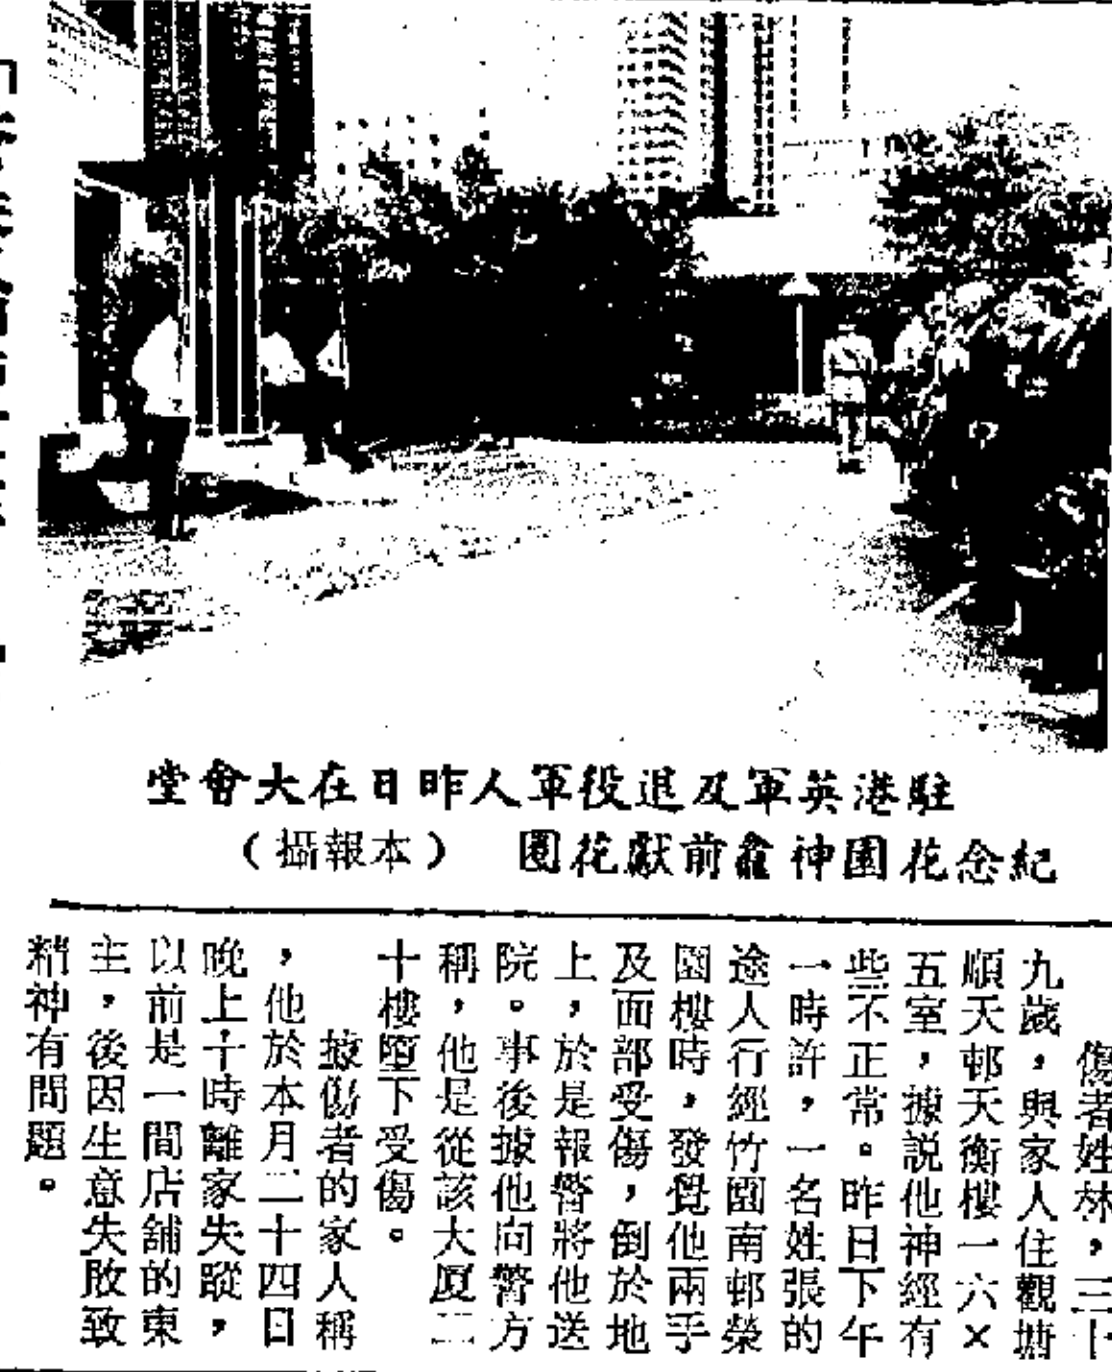 駐港英軍及退役軍人昨日在大會堂
紀念花園神龕前獻花圈 （本報攝）
傷者姓林，三十
九歲，與家人住觀塘
順天邨天衡樓一六×
五室，據説他神經有
些不正常。昨日下午
一時許，一名姓張的
途人行經竹園南邨榮
園樓時，發覺他兩手
及面部受傷，倒於地
上，於是報警將他送
院。事後據他向警方
稱，他是從該大厦二
十樓墮下受傷。
據傷者的家人稱
，他於本月二十四日
晚上十時離家失蹤，
以前是一間店舖的東
主，後因生意失敗致
精神有問題。